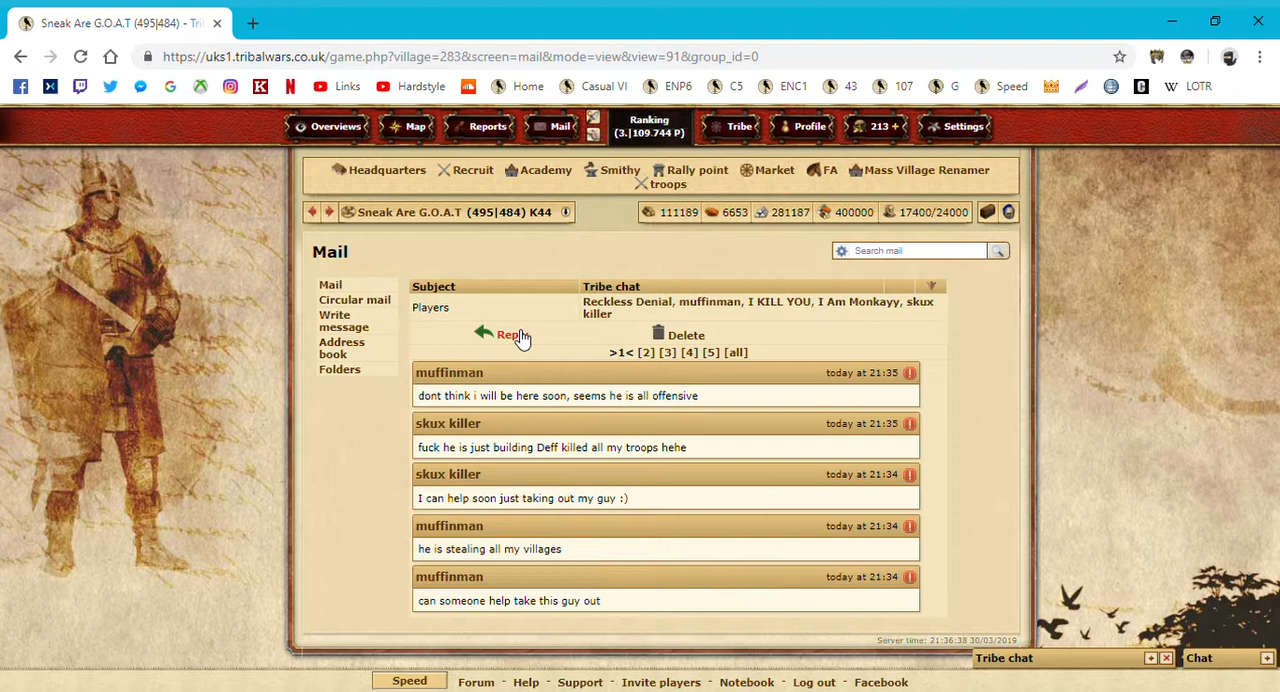 Sneak Are G.O.A.T (495|484) - Tri
https://uks1.tribalwars.co.uk/game.php?village=283&screen=mail&mode=view&view=91&group_id=0
Links Hardstyle Home Casual VI ENP6 C5 ENC1 43 107 G Speed LOTR
Overviews Map Reports Mail Ranking (3.|109.744 P) Tribe Profile 213 + Settings
Headquarters Recruit Academy Smithy Rally point Market FA Mass Village Renamer
troops
Sneak Are G.O.A.T (495|484) K44 111189 6653 281187 400000 17400/24000
Mail
Search mail
Mail
Circular mail
Write message
Address book
Folders
Subject Tribe chat
Players Reckless Denial, muffinman, I KILL YOU, I Am Monkayy, skux killer
Reply Delete
>1< [2] [3] [4] [5] [all]
muffinman today at 21:35
dont think i will be here soon, seems he is all offensive
skux killer today at 21:35
fuck he is just building Deff killed all my troops hehe
skux killer today at 21:34
I can help soon just taking out my guy :)
muffinman today at 21:34
he is stealing all my villages
muffinman today at 21:34
can someone help take this guy out
Server time: 21:36:38 30/03/2019
Tribe chat Chat
Speed Forum - Help - Support - Invite players - Notebook - Log out - Facebook